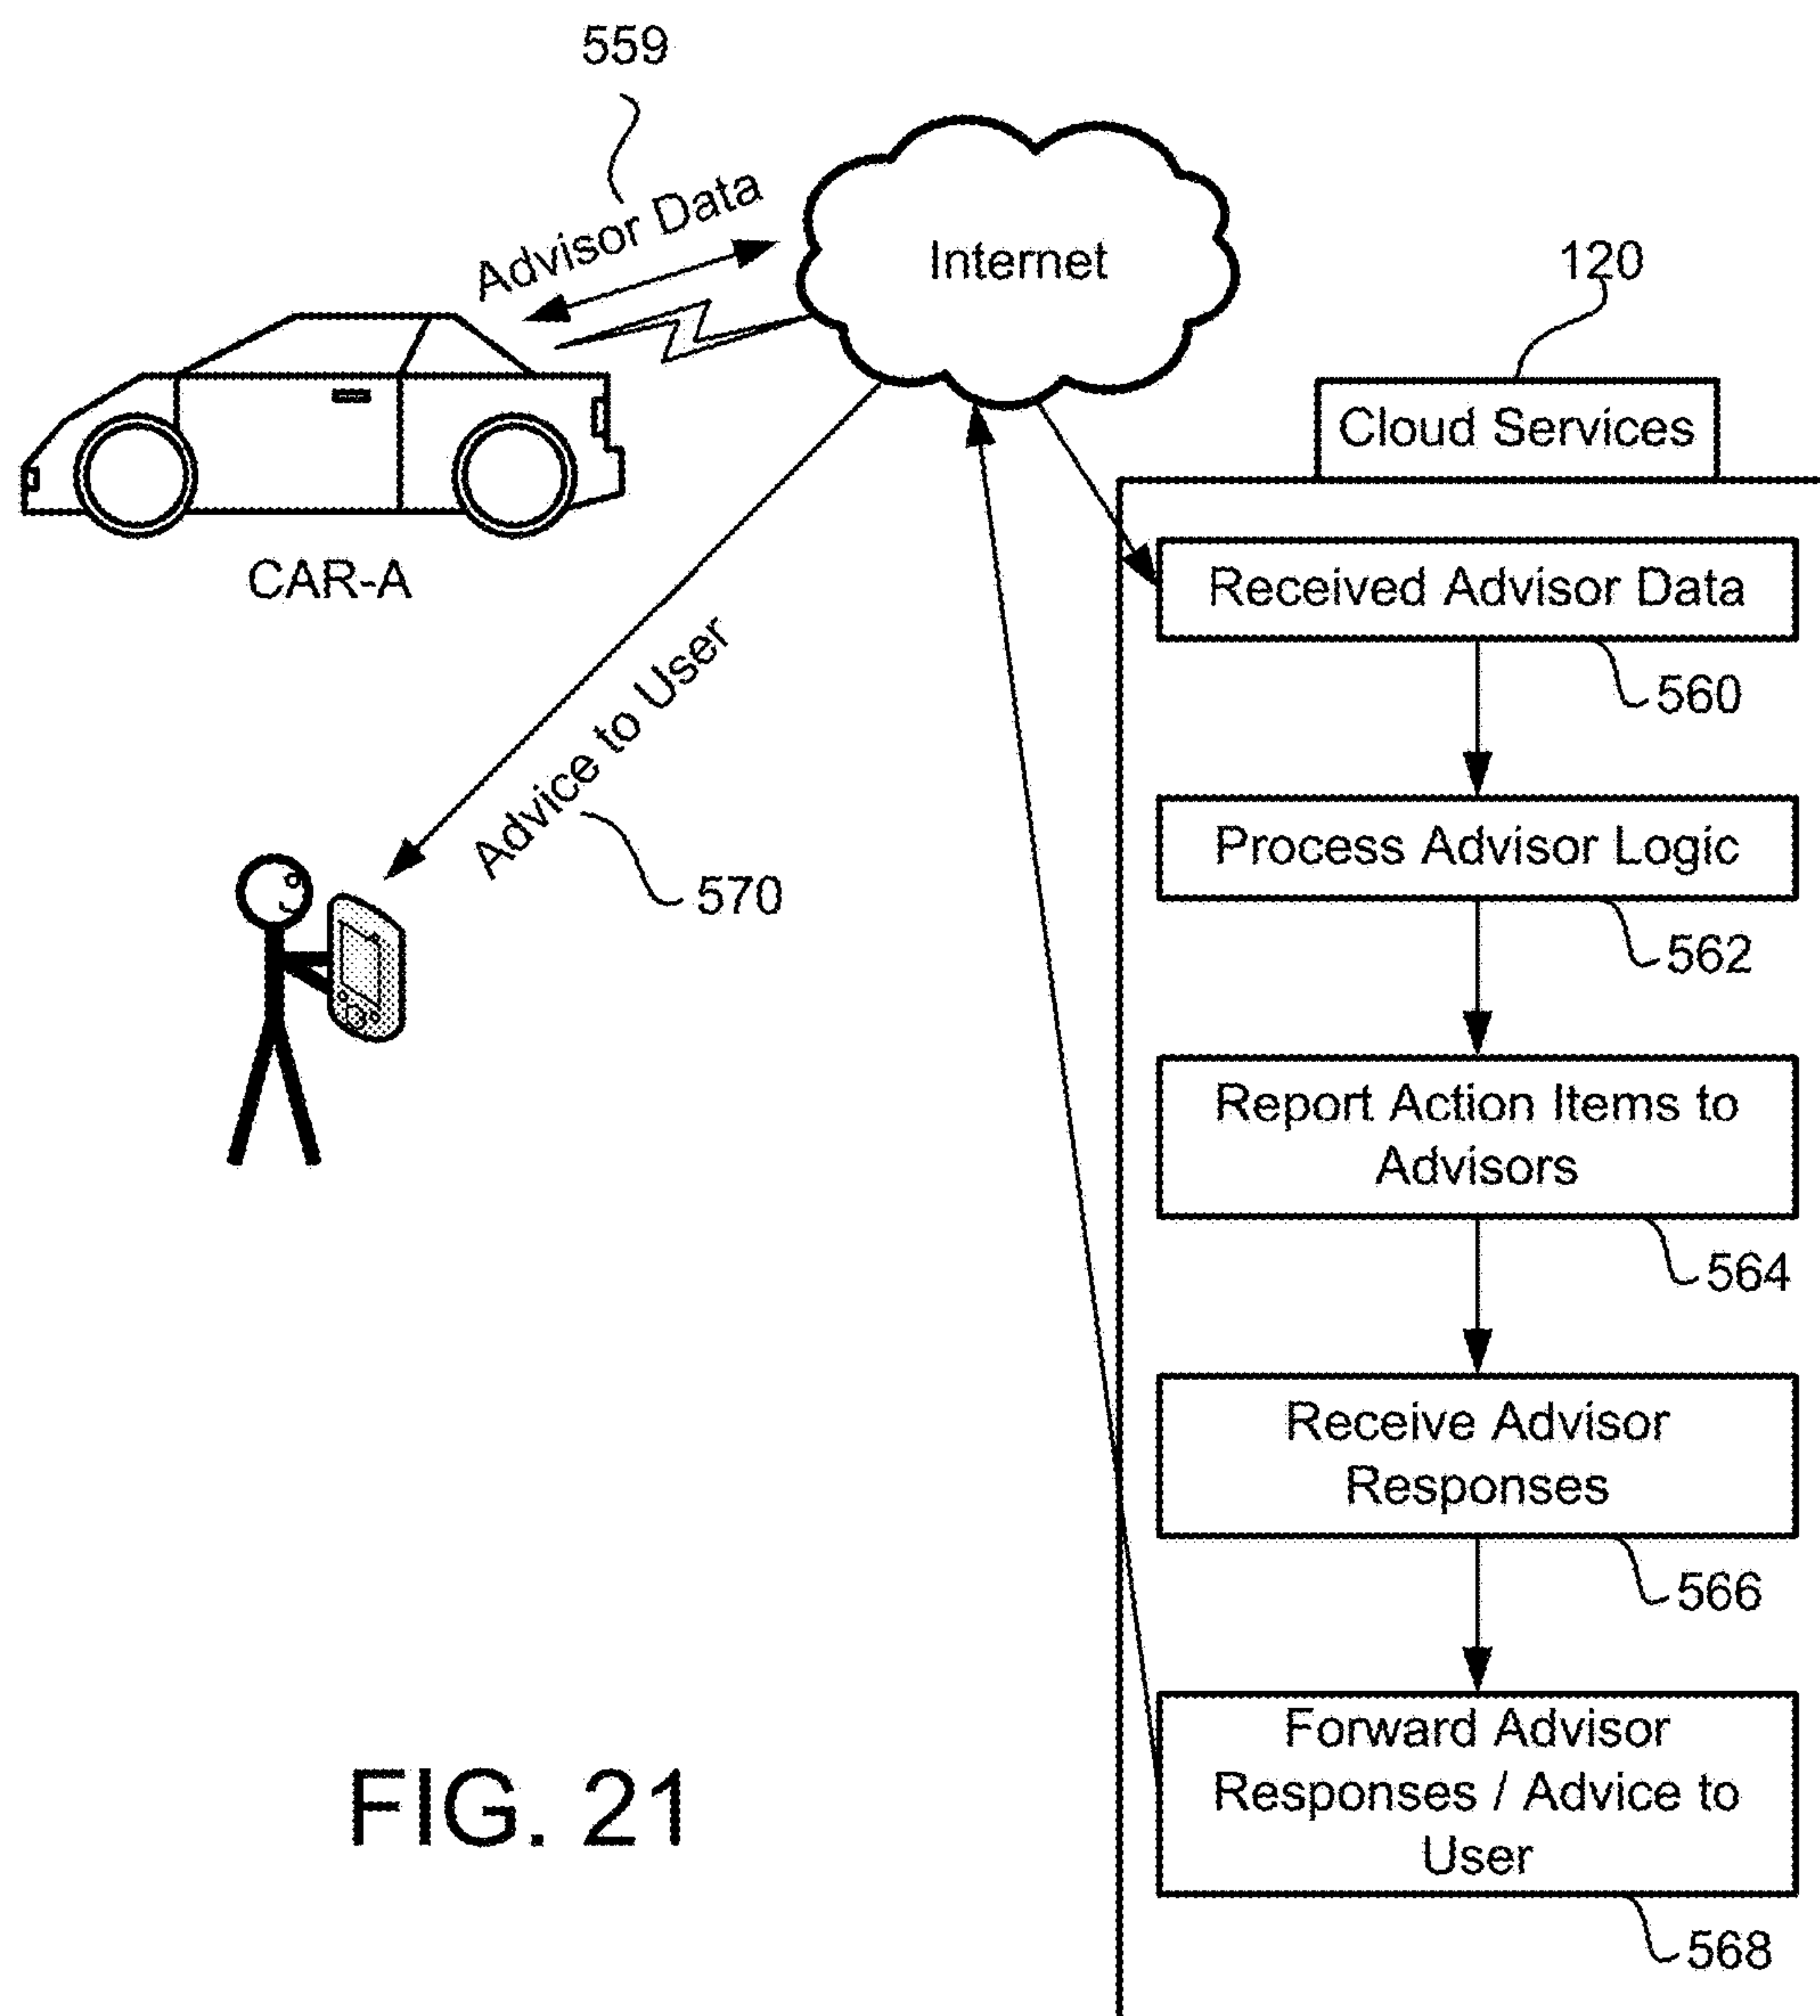 559
Advisor Data
Internet
120
Cloud Services
CAR-A
Received Advisor Data
560
Advice to User
570
Process Advisor Logic
562
Report Action Items to
Advisors
564
Receive Advisor
Responses
566
Forward Advisor
Responses / Advice to
User
568
FIG. 21